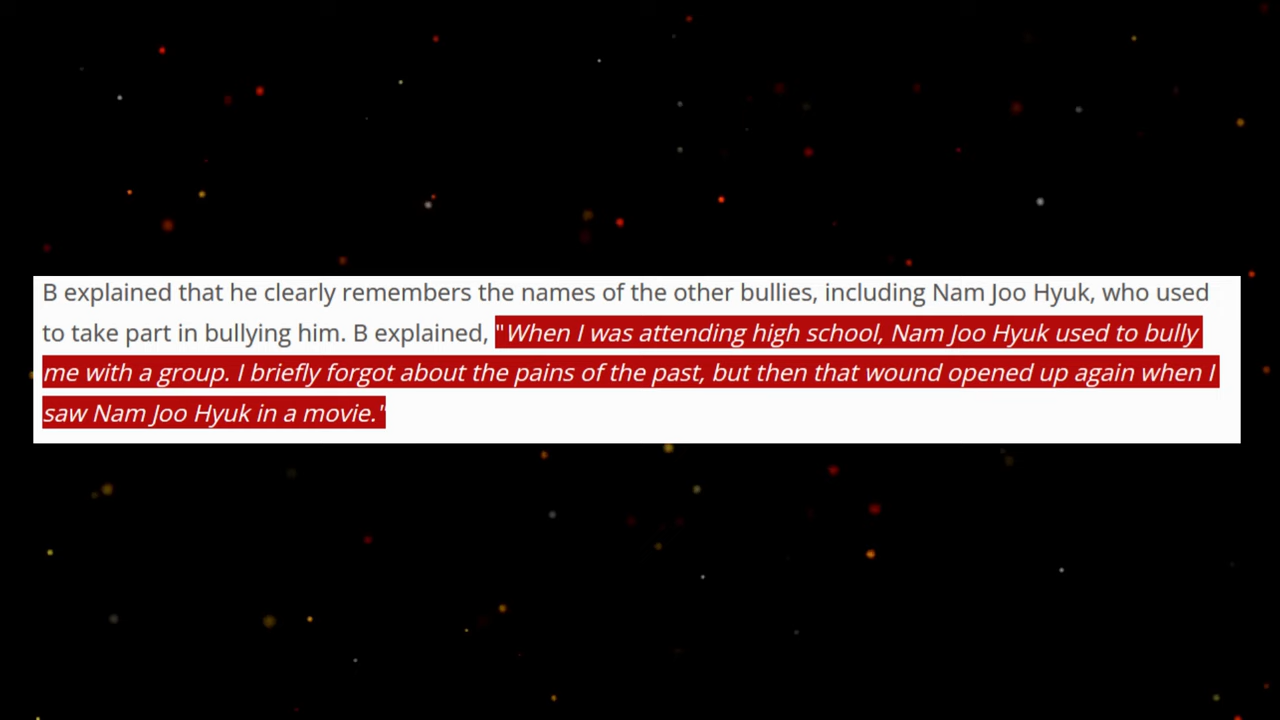 B explained that he clearly remembers the names of the other bullies, including Nam Joo Hyuk, who used
to take part in bullying him. B explained, "When I was attending high school, Nam Joo Hyuk used to bully
me with a group. I briefly forgot about the pains of the past, but then that wound opened up again when I
saw Nam Joo Hyuk in a movie."